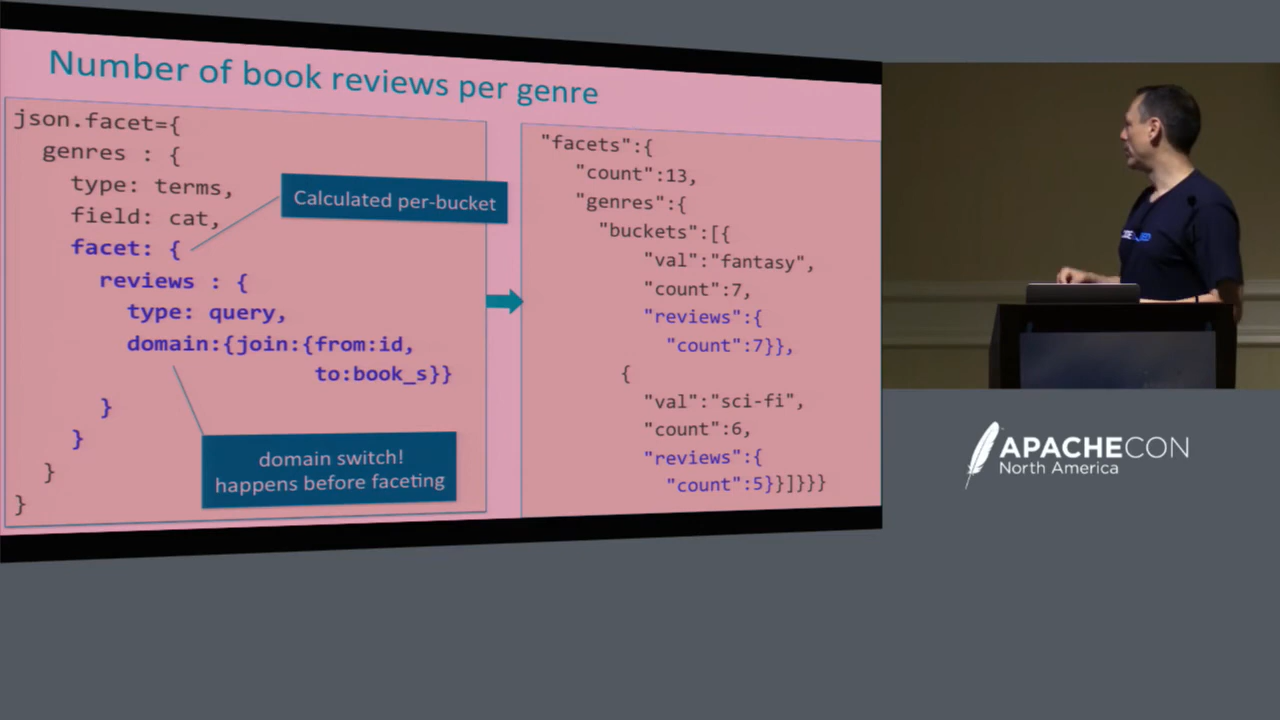 Number of book reviews per genre
json.facet={
genres : {
type: terms,
field: cat,
facet: {
reviews : {
type: query,
domain:{join:{from:id,
to:book_s}}
}
}
}
}
Calculated per-bucket
domain switch!
happens before faceting
"facets":{
"count":13,
"genres":{
"buckets":[{
"val":"fantasy",
"count":7,
"reviews":{
"count":7}},
{
"val":"sci-fi",
"count":6,
"reviews":{
"count":5}}]}}}
APACHECON
North America